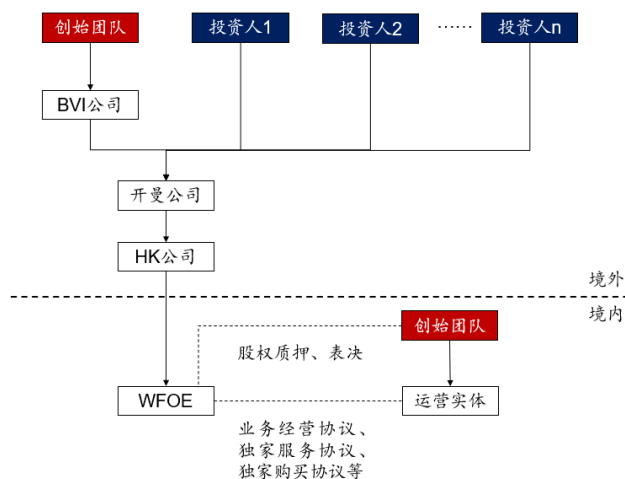 创始团队
投资人1
投资人2
……
投资人n
BVI公司
开曼公司
HK公司
境外
境内
创始团队
股权质押、表决
WFOE
运营实体
业务经营协议、
独家服务协议、
独家购买协议等